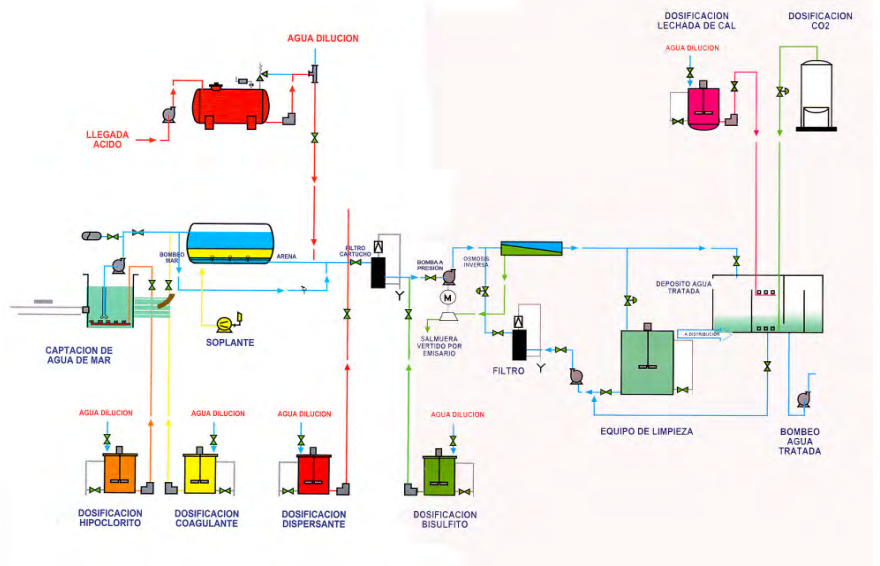 DOSIFICACION
LECHADA DE CAL
DOSIFICACION
CO2
AGUA DILUCION
AGUA DILUCION
LLEGADA
ACIDO
BOMBEO
MAR
ARENA
FILTRO
CARTUCHO
BOMBA A
PRESION
OSMOSIS
INVERSA
M
DEPOSITO AGUA
TRATADA
A DISTRIBUCION
CAPTACION DE
AGUA DE MAR
SOPLANTE
SALMUERA
VERTIDO POR
EMISARIO
FILTRO
EQUIPO DE LIMPIEZA
BOMBEO
AGUA
TRATADA
AGUA DILUCION
AGUA DILUCION
AGUA DILUCION
AGUA DILUCION
DOSIFICACION
HIPOCLORITO
DOSIFICACION
COAGULANTE
DOSIFICACION
DISPERSANTE
DOSIFICACION
BISULFITO